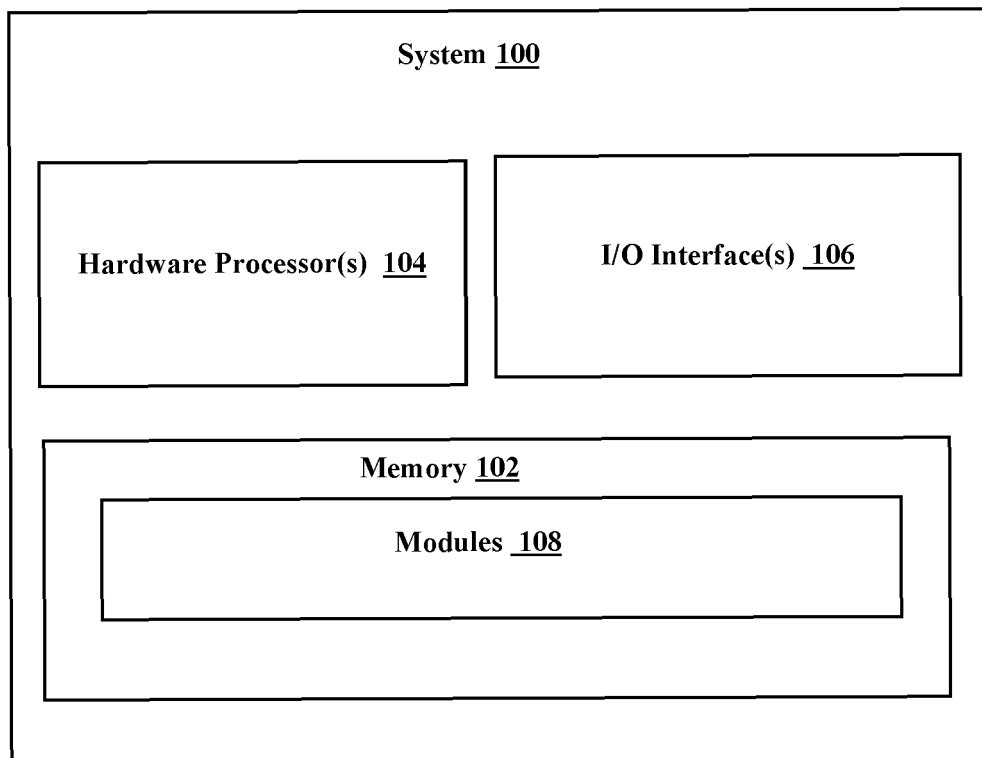 System 100
Hardware Processor(s) 104
I/O Interface(s) 106
Memory 102
Modules 108